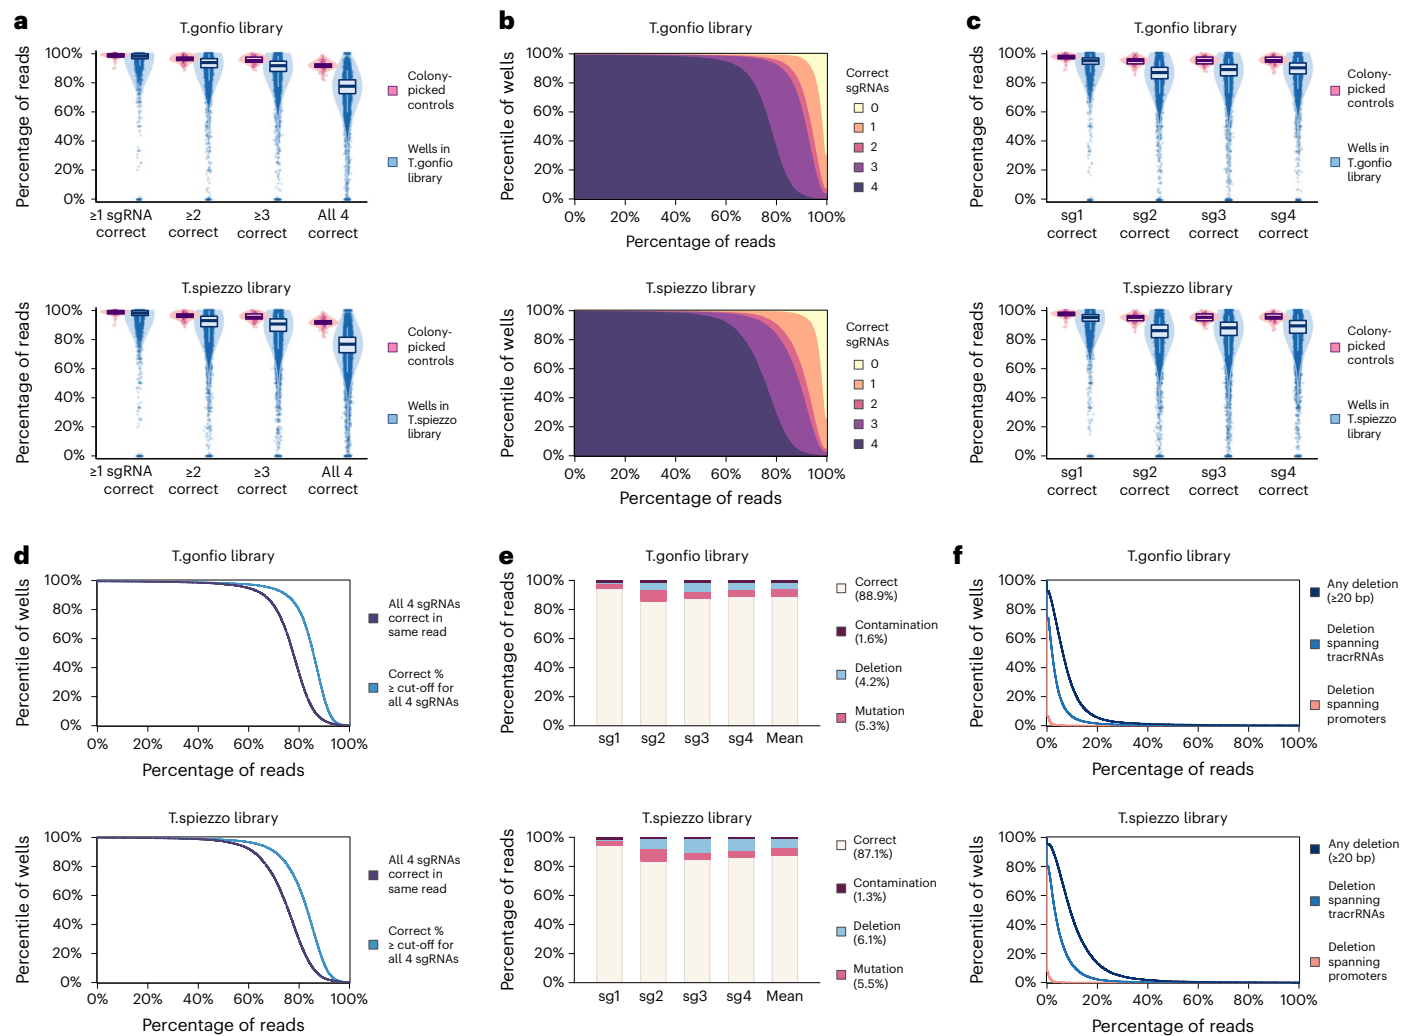 a
T.gonfio library
Percentage of reads
100%
80%
60%
40%
20%
0%
≥1 sgRNA
correct
≥2
correct
≥3
correct
All 4
correct
Colony-
picked
controls
Wells in
T.gonfio
library
T.spiezzo library
Percentage of reads
100%
80%
60%
40%
20%
0%
≥1 sgRNA
correct
≥2
correct
≥3
correct
All 4
correct
Colony-
picked
controls
Wells in
T.spiezzo
library
b
T.gonfio library
Percentile of wells
100%
80%
60%
40%
20%
0%
0% 20% 40% 60% 80% 100%
Percentage of reads
Correct
sgRNAs
0
1
2
3
4
T.spiezzo library
Percentile of wells
100%
80%
60%
40%
20%
0%
0% 20% 40% 60% 80% 100%
Percentage of reads
Correct
sgRNAs
0
1
2
3
4
c
T.gonfio library
Percentage of reads
100%
80%
60%
40%
20%
0%
sg1
correct
sg2
correct
sg3
correct
sg4
correct
Colony-
picked
controls
Wells in
T.gonfio
library
T.spiezzo library
Percentage of reads
100%
80%
60%
40%
20%
0%
sg1
correct
sg2
correct
sg3
correct
sg4
correct
Colony-
picked
controls
Wells in
T.spiezzo
library
d
T.gonfio library
Percentile of wells
100%
80%
60%
40%
20%
0%
0% 20% 40% 60% 80% 100%
Percentage of reads
All 4 sgRNAs
correct in
same read
Correct %
≥ cut-off for
all 4 sgRNAs
T.spiezzo library
Percentile of wells
100%
80%
60%
40%
20%
0%
0% 20% 40% 60% 80% 100%
Percentage of reads
All 4 sgRNAs
correct in
same read
Correct %
≥ cut-off for
all 4 sgRNAs
e
T.gonfio library
Percentage of reads
100%
80%
60%
40%
20%
0%
sg1 sg2 sg3 sg4 Mean
Correct
(88.9%)
Contamination
(1.6%)
Deletion
(4.2%)
Mutation
(5.3%)
T.spiezzo library
Percentage of reads
100%
80%
60%
40%
20%
0%
sg1 sg2 sg3 sg4 Mean
Correct
(87.1%)
Contamination
(1.3%)
Deletion
(6.1%)
Mutation
(5.5%)
f
T.gonfio library
Percentile of wells
100%
80%
60%
40%
20%
0%
0% 20% 40% 60% 80% 100%
Percentage of reads
Any deletion
(≥20 bp)
Deletion
spanning
tracrRNAs
Deletion
spanning
promoters
T.spiezzo library
Percentile of wells
100%
80%
60%
40%
20%
0%
0% 20% 40% 60% 80% 100%
Percentage of reads
Any deletion
(≥20 bp)
Deletion
spanning
tracrRNAs
Deletion
spanning
promoters